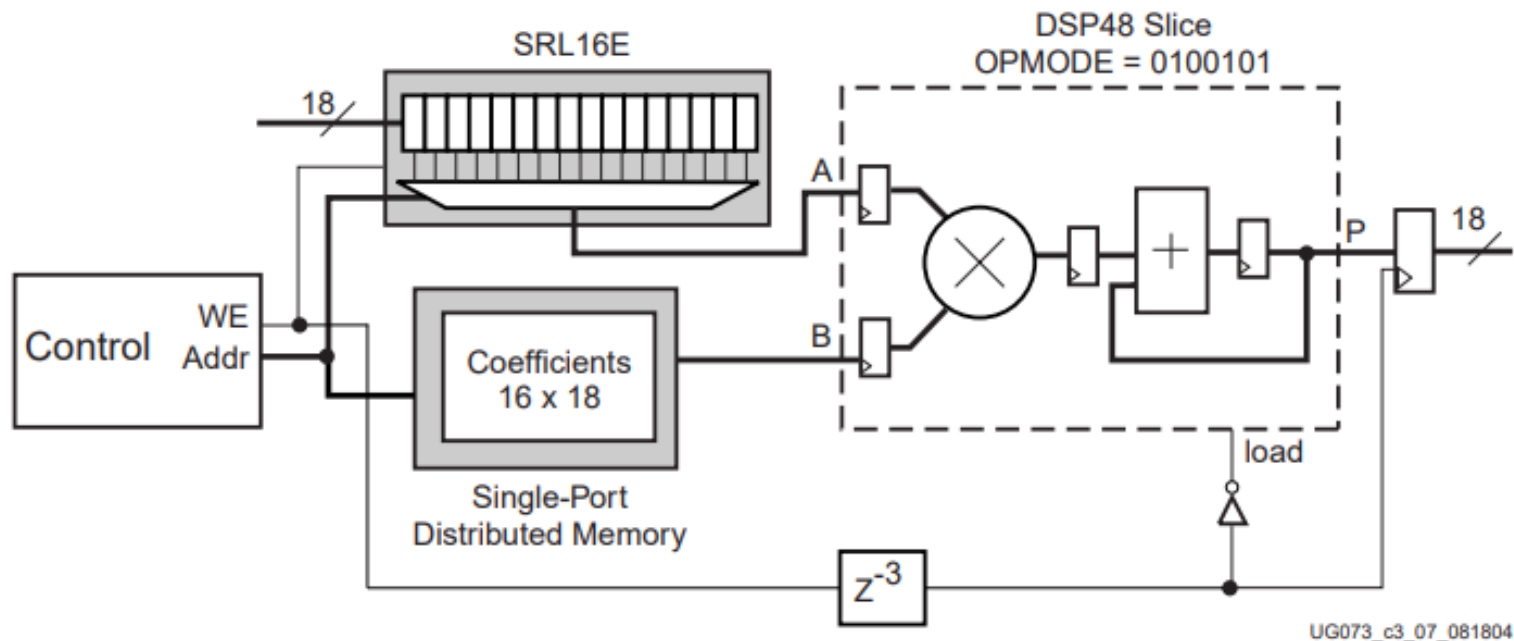 SRL16E
DSP48 Slice
OPMODE = 0100101
18
A
P
18
WE
Control
Addr
Coefficients
16 x 18
B
load
Single-Port
Distributed Memory
Z-3
UG073_c3_07_081804